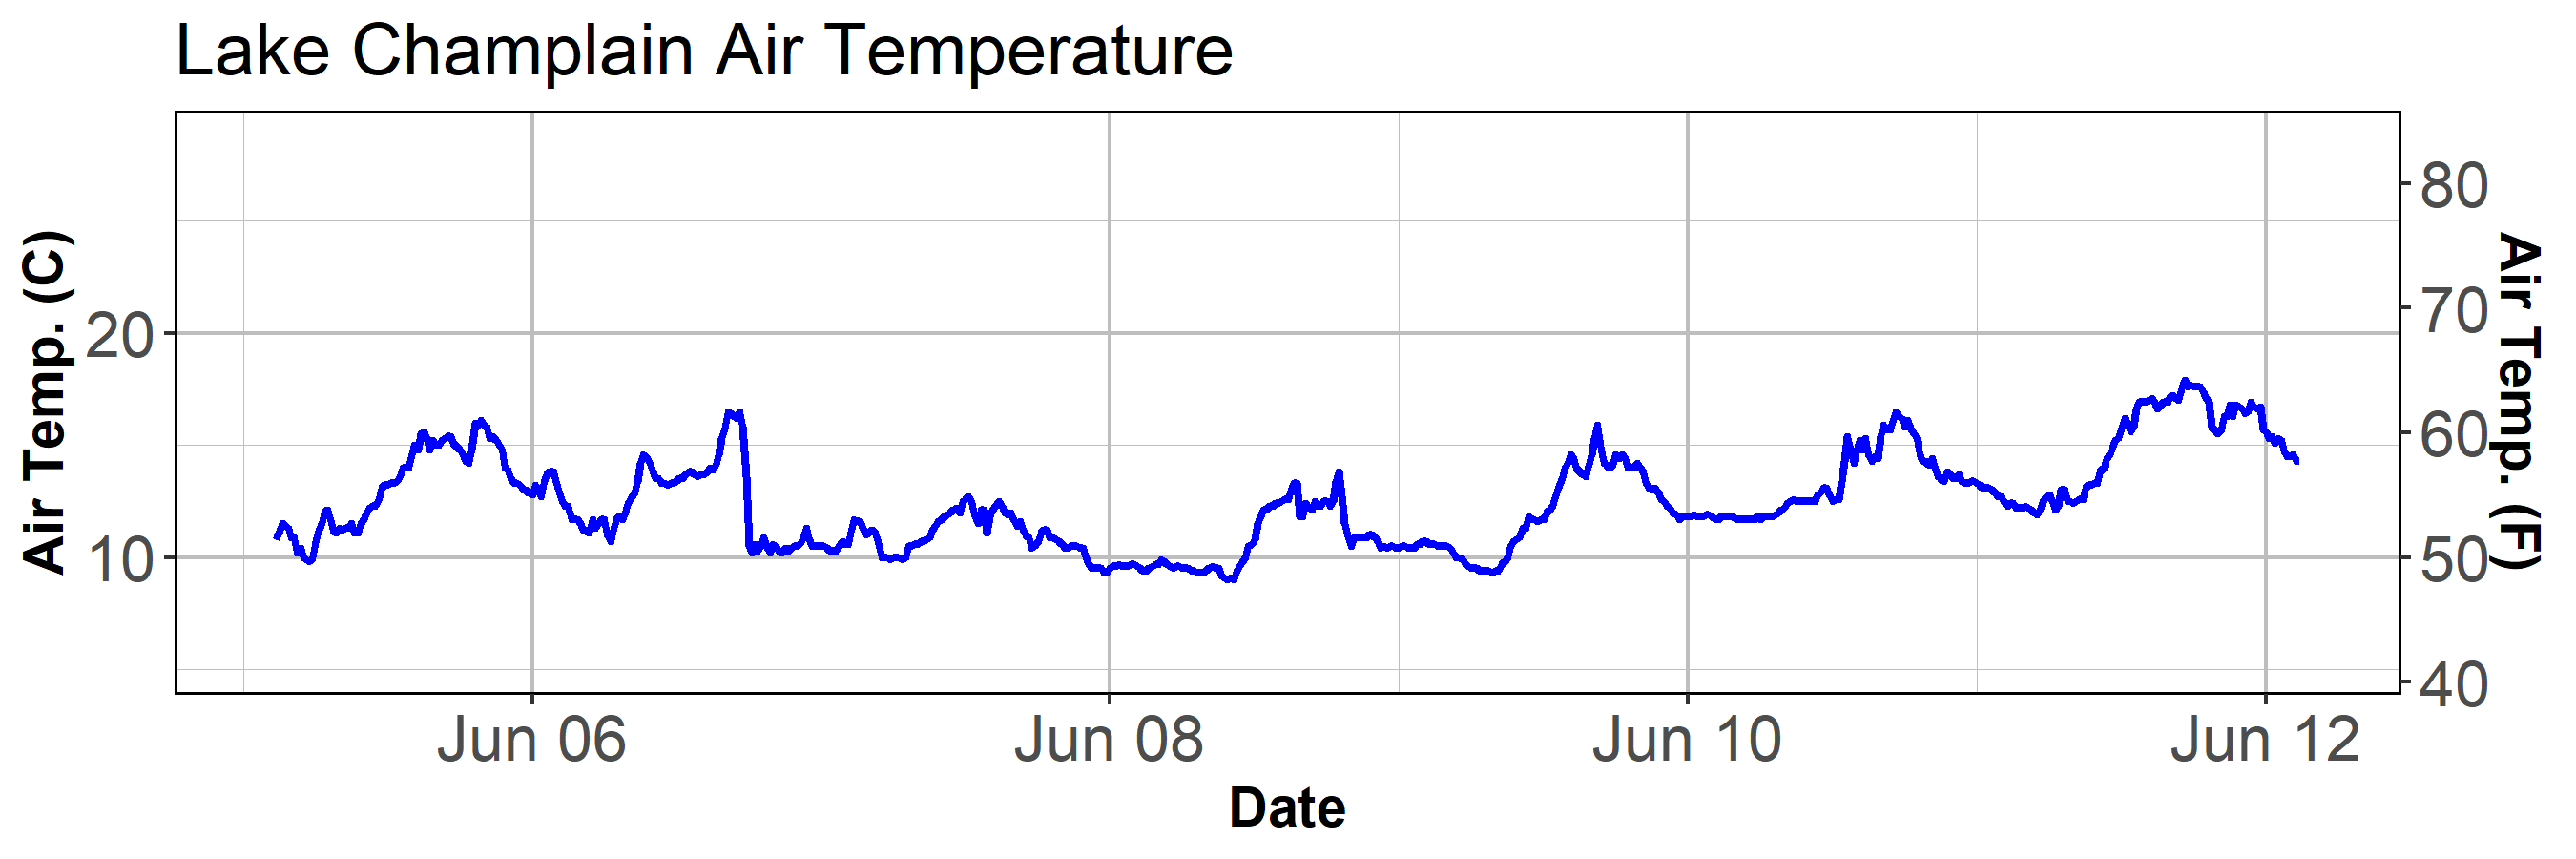 Lake Champlain Air Temperature
Air Temp. (C)
20
10
80
70
60
50
40
Air Temp. (F)
Jun 06
Jun 08
Jun 10
Jun 12
Date